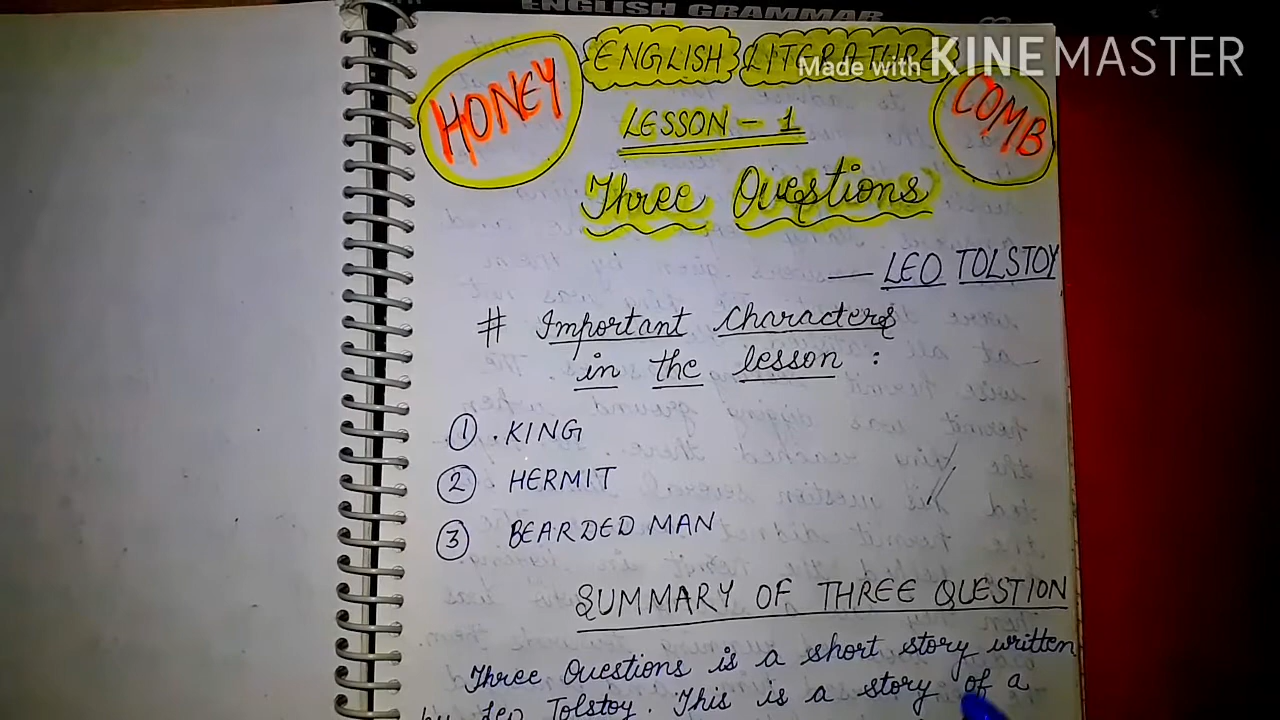 ENGLISH GRAMMAR
Made with KINEMASTER
HONEY
ENGLISH LITERATURE
COMB
LESSON - 1
Three Questions
— LEO TOLSTOY
# Important characters
in the lesson :
1 . KING
2 HERMIT
3 BEARDED MAN
SUMMARY OF THREE QUESTION
Three Questions is a short story written
by Leo Tolstoy. This is a story of a